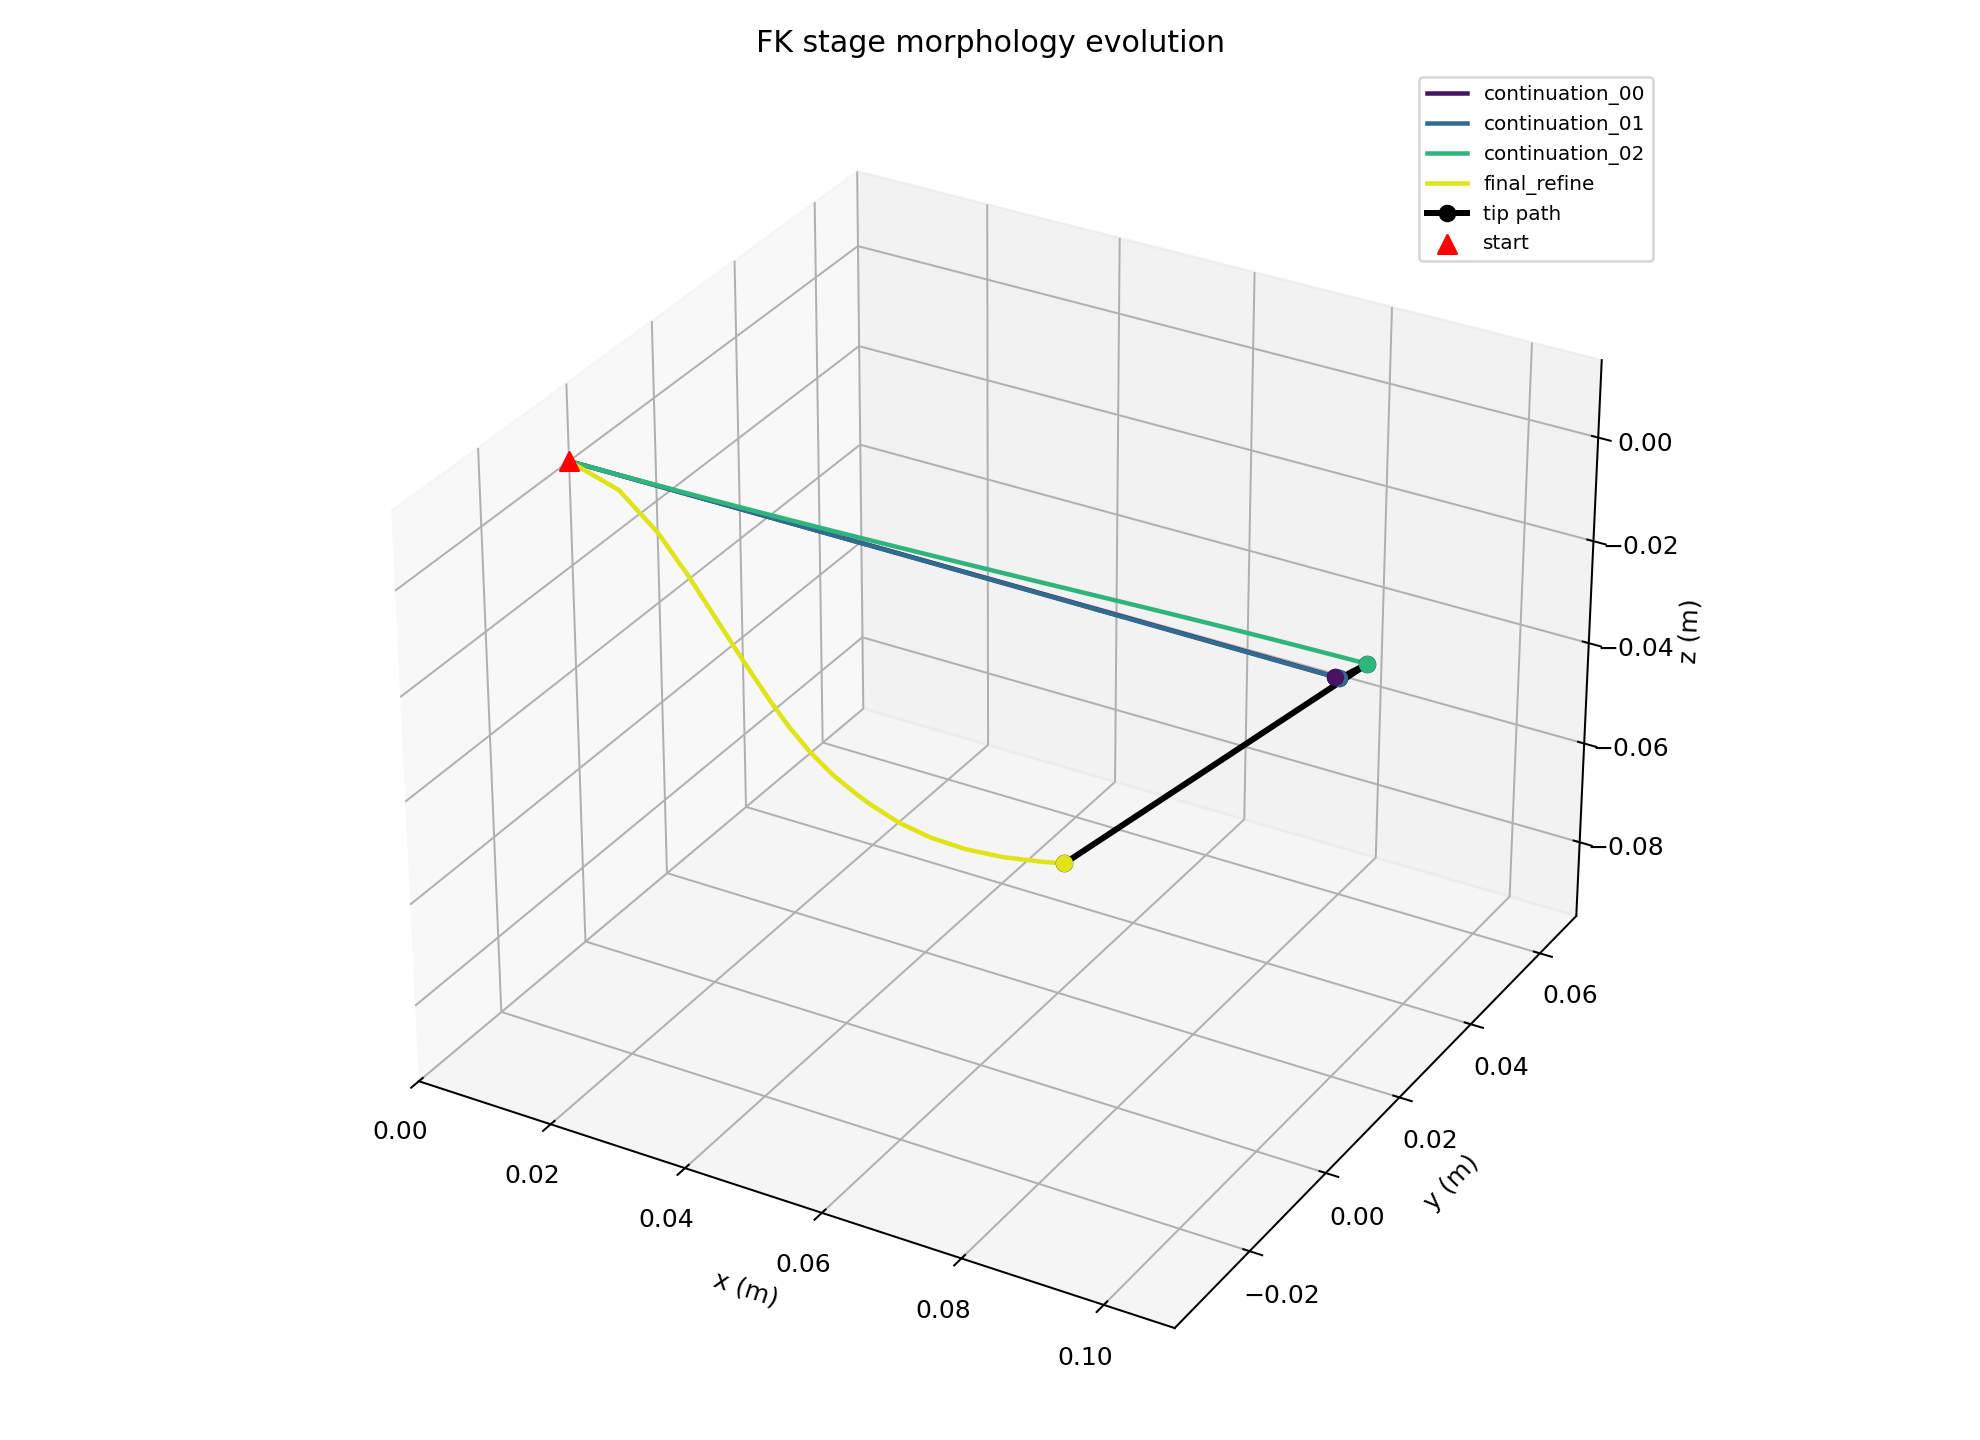 FK stage morphology evolution
continuation_00
continuation_01
continuation_02
final_refine
tip path
start
0.00
−0.02
−0.04
−0.06
−0.08
z (m)
0.06
0.04
0.02
0.00
−0.02
y (m)
0.00
0.02
0.04
0.06
0.08
0.10
x (m)